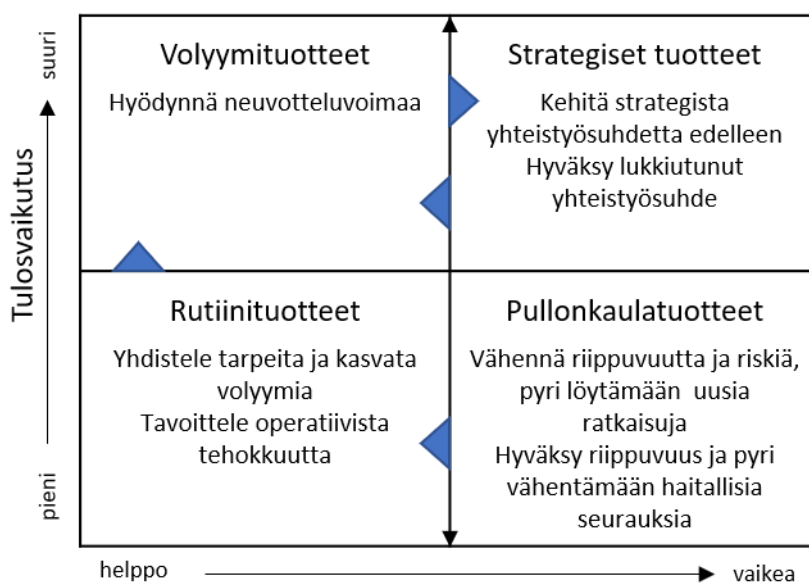 suuri
Tulosvaikutus
pieni
Volyymituotteet
Hyödynnä neuvotteluvoimaa
Strategiset tuotteet
Kehitä strategista
yhteistyösuhdetta edelleen
Hyväksy lukkiutunut
yhteistyösuhde
Rutiinituotteet
Yhdistele tarpeita ja kasvata
volyymia
Tavoittele operatiivista
tehokkuutta
Pullonkaulatuotteet
Vähennä riippuvuutta ja riskiä,
pyri löytämään uusia
ratkaisuja
Hyväksy riippuvuus ja pyri
vähentämään haitallisia
seurauksia
helppo
vaikea